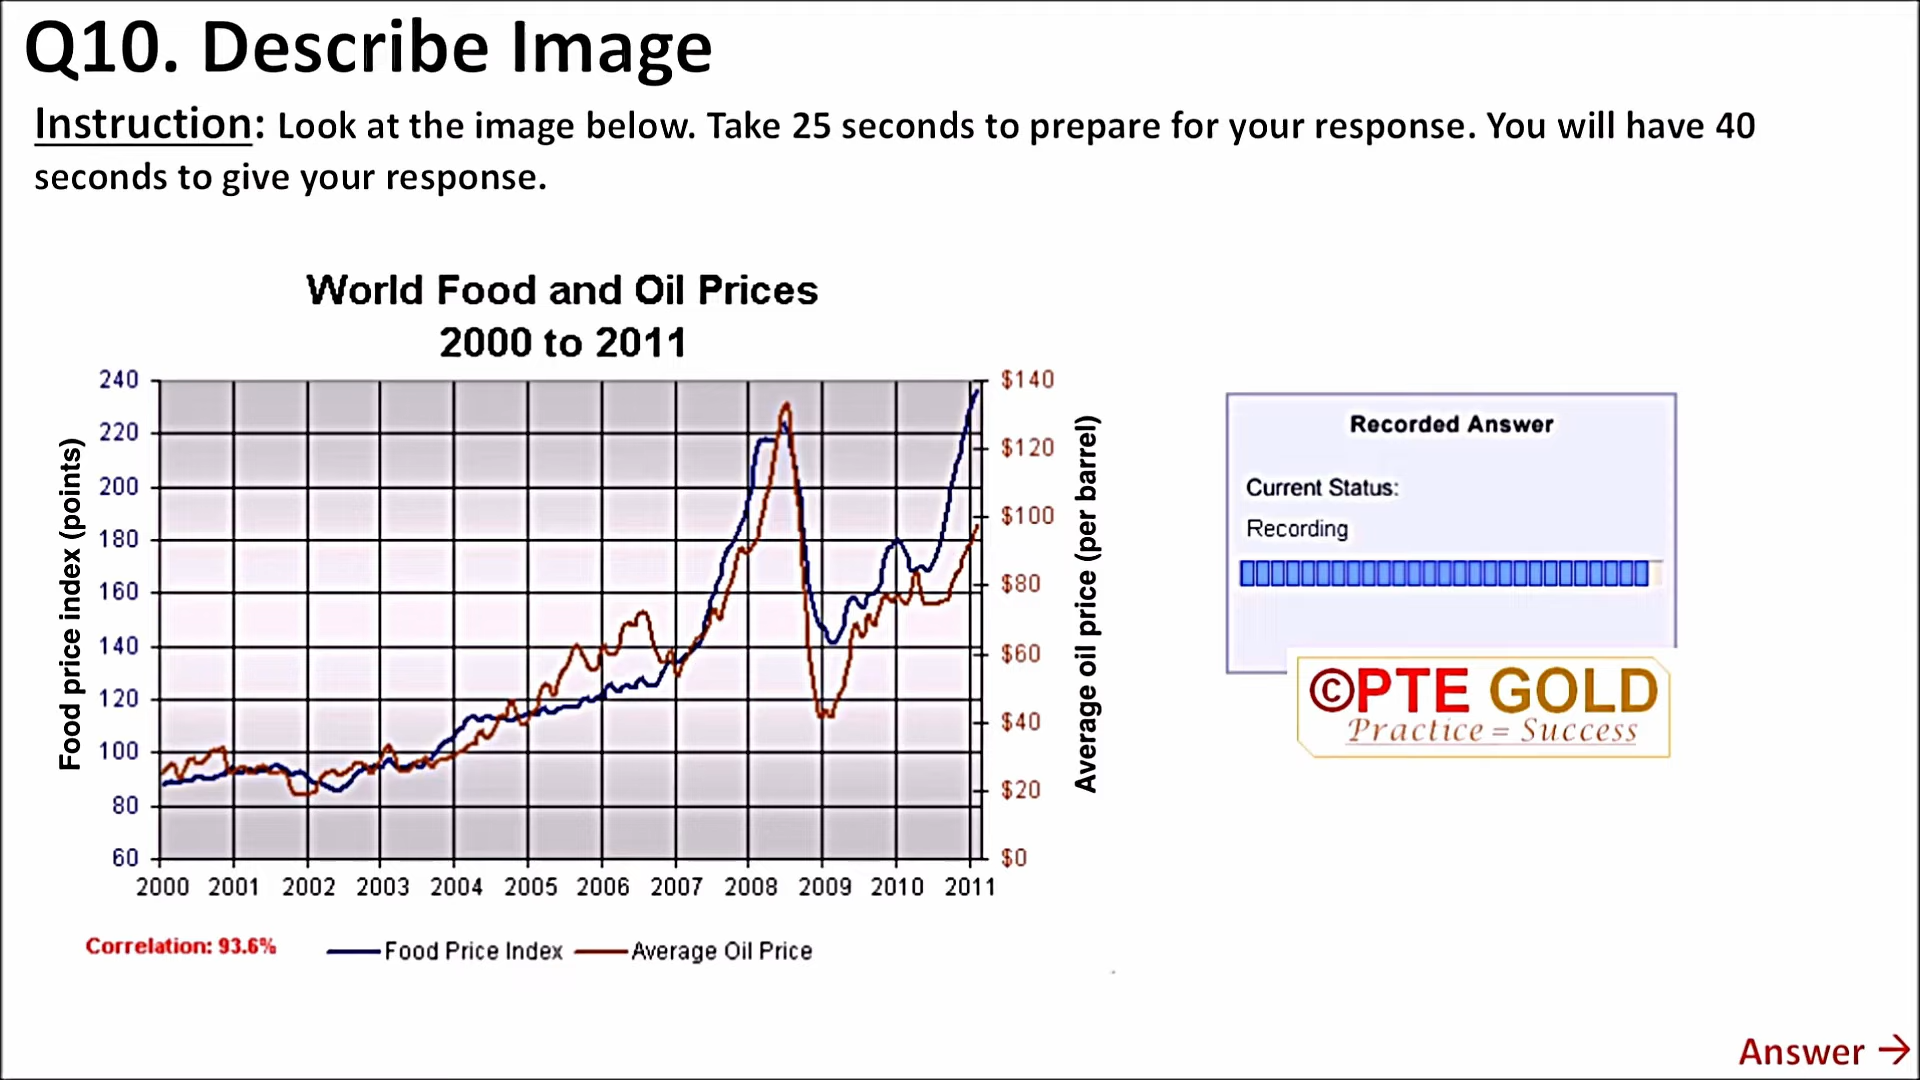 Q10. Describe Image
Instruction: Look at the image below. Take 25 seconds to prepare for your response. You will have 40
seconds to give your response.
World Food and Oil Prices
2000 to 2011
Food price index (points)
240
220
200
180
160
140
120
100
80
60
$140
$120
$100
$80
$60
$40
$20
$0
Average oil price (per barrel)
2000 2001 2002 2003 2004 2005 2006 2007 2008 2009 2010 2011
Correlation: 93.6%
Food Price Index
Average Oil Price
Recorded Answer
Current Status:
Recording
©PTE GOLD
Practice = Success
Answer →